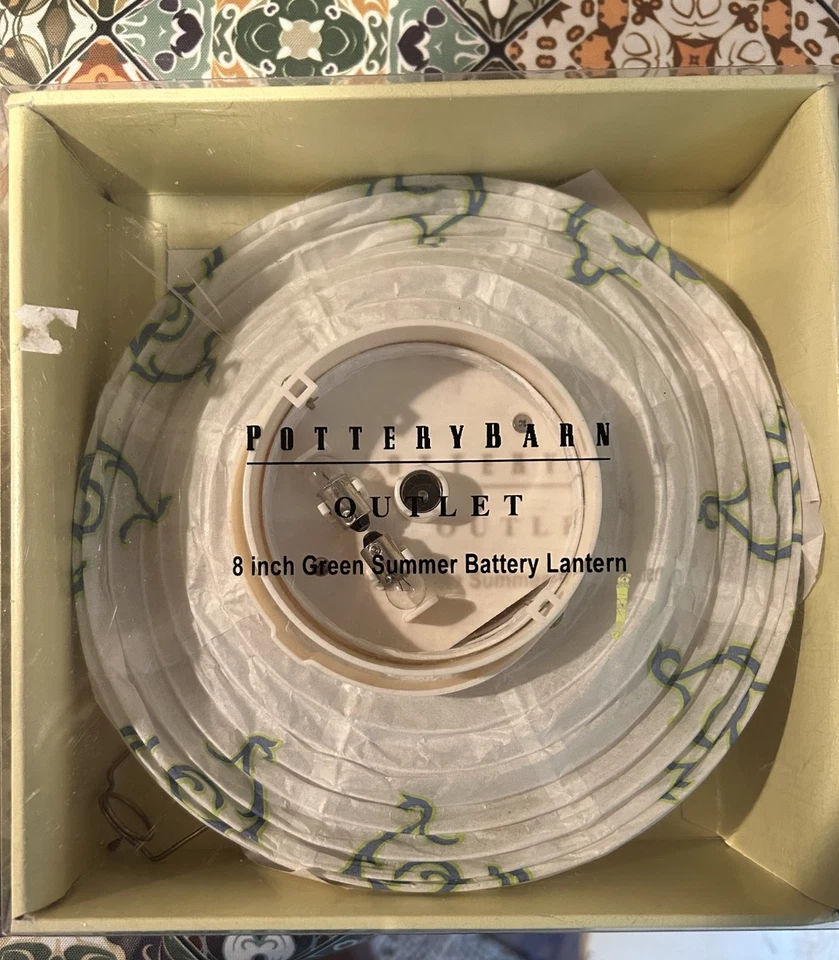 POTTERYBARN
OUTLET
8 inch Green Summer Battery Lantern